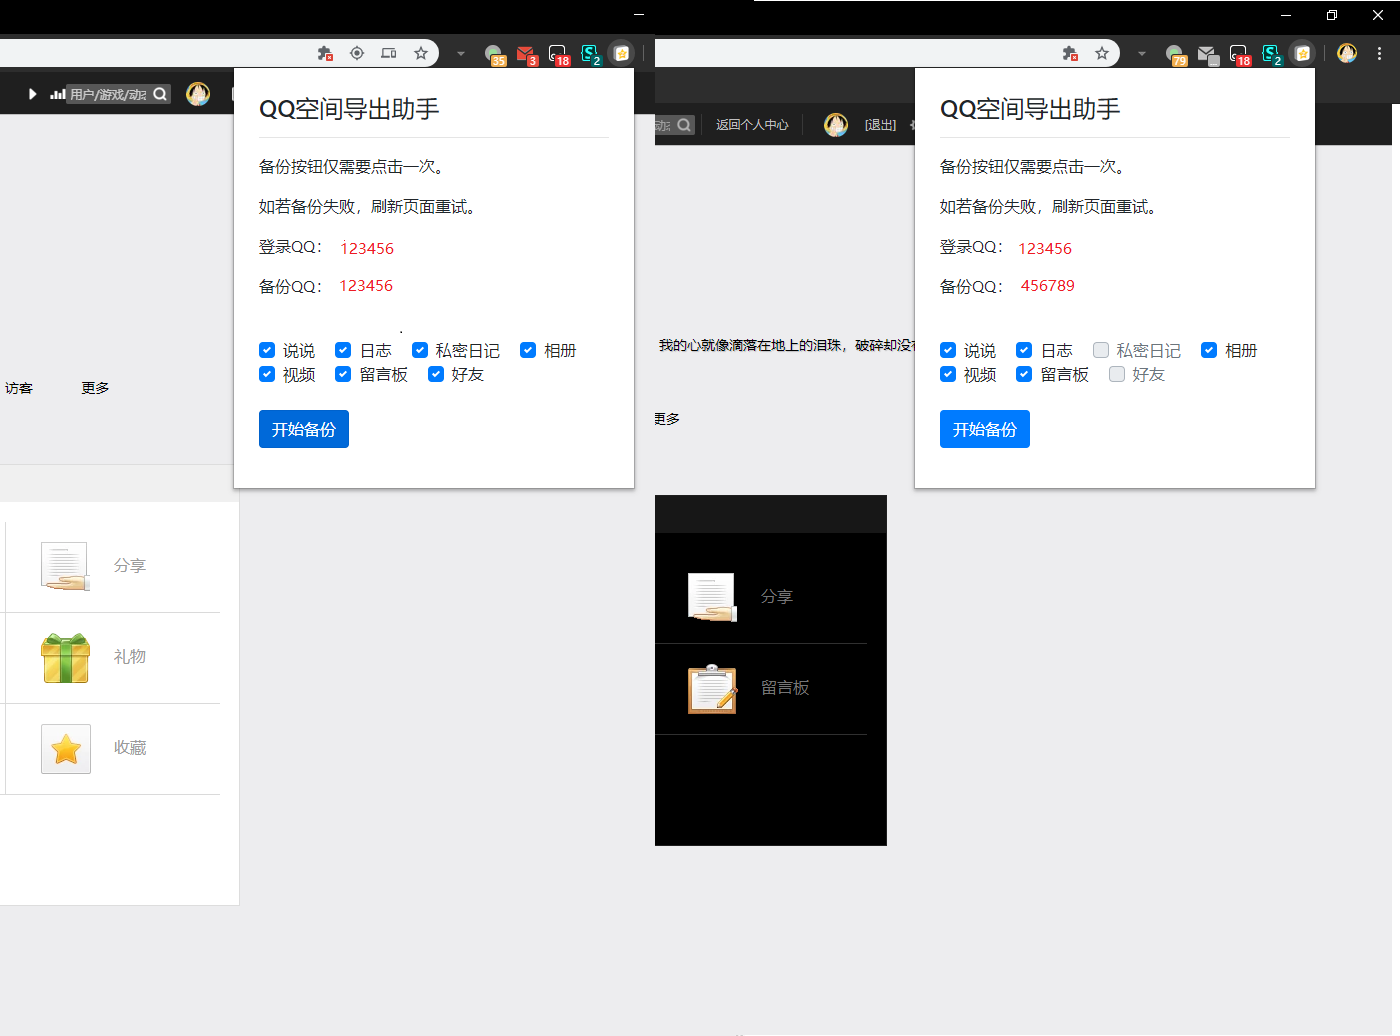 35
3
18
2
用户/游戏/动态
QQ空间导出助手
备份按钮仅需要点击一次。
如若备份失败，刷新页面重试。
登录QQ： 123456
备份QQ： 123456
说说 日志 私密日记 相册
视频 留言板 好友
开始备份
访客 更多
分享
礼物
收藏
79
18
2
返回个人中心 [退出]
QQ空间导出助手
备份按钮仅需要点击一次。
如若备份失败，刷新页面重试。
登录QQ： 123456
备份QQ： 456789
说说 日志 私密日记 相册
视频 留言板 好友
开始备份
我的心就像滴落在地上的泪珠，破碎却没有
更多
分享
留言板